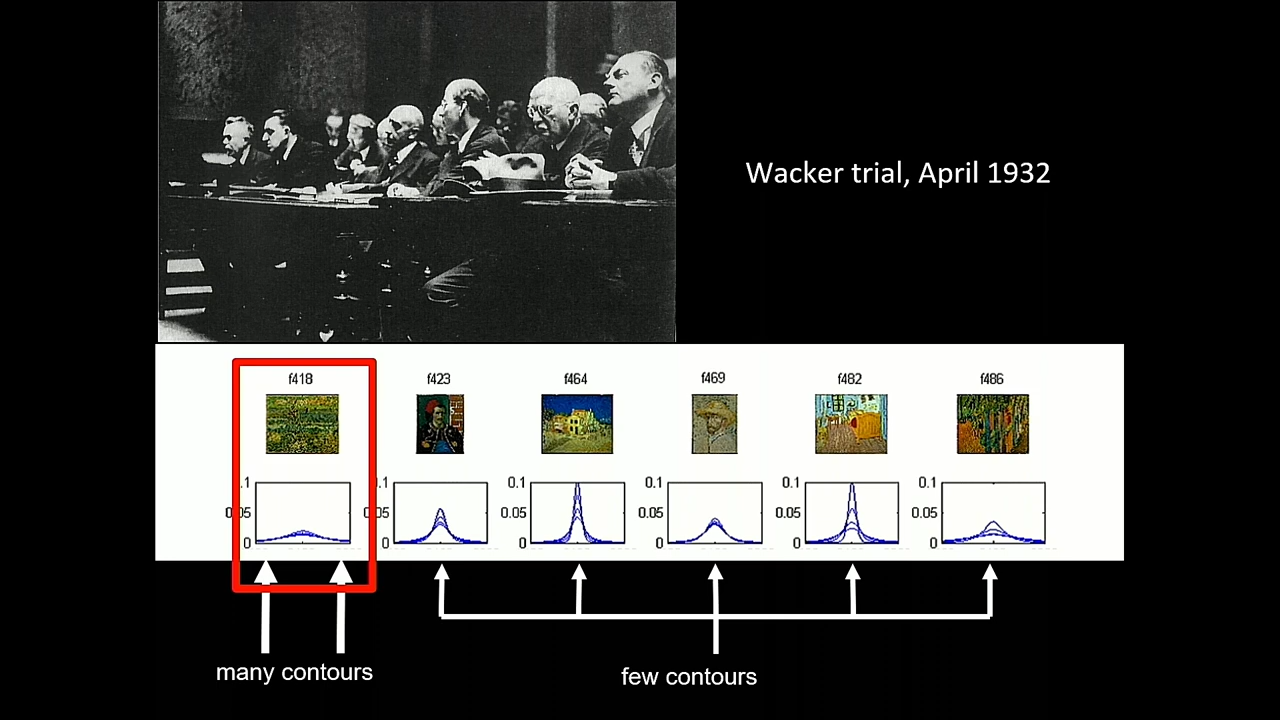 Wacker trial, April 1932
f418 f423 f464 f469 f482 f486
0.1 0.1 0.1 0.1 0.1 0.1
0.05 0.05 0.05 0.05 0.05 0.05
0 0 0 0 0 0
many contours few contours